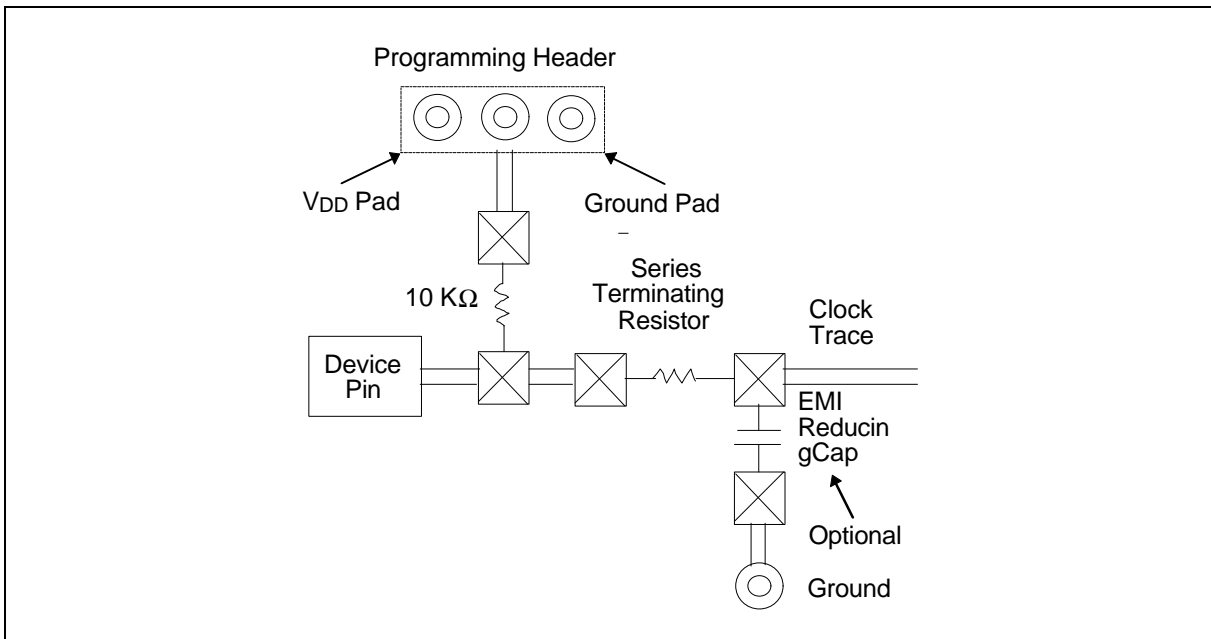 Programming Header
VDD Pad
Ground Pad
10 KΩ
Series
Terminating
Resistor
Clock
Trace
Device
Pin
EMI
Reducin
gCap
Optional
Ground